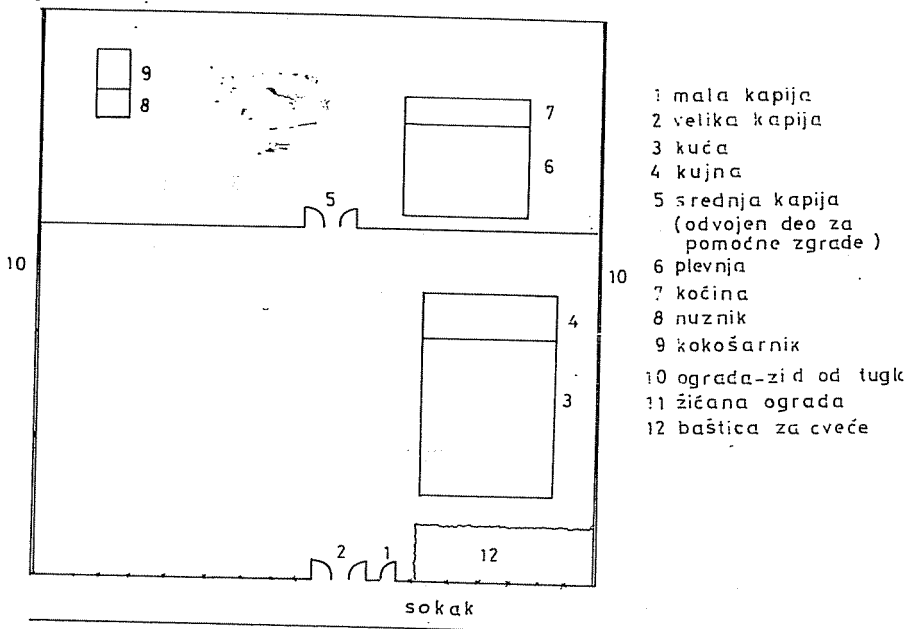 9
8
7
6
5
10
10
4
3
2
1
12
sokak
1 mala kapija
2 velika kapija
3 kuća
4 kujna
5 srednja kapija
(odvojen deo za
pomoćne zgrade)
6 plevnja
7 kočina
8 nuznik
9 kokošarnik
10 ograda-zid od tugle
11 žičana ograda
12 baštica za cveće